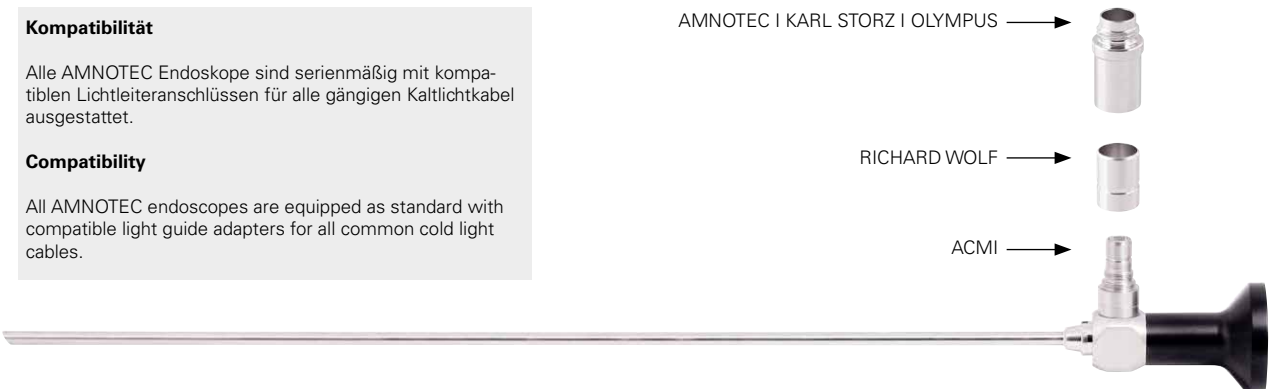 Kompatibilität
Alle AMNOTEC Endoskope sind serienmäßig mit kompa-
tiblen Lichtleiteranschlüssen für alle gängigen Kaltlichtkabel
ausgestattet.
Compatibility
All AMNOTEC endoscopes are equipped as standard with
compatible light guide adapters for all common cold light
cables.
AMNOTEC I KARL STORZ I OLYMPUS
RICHARD WOLF
ACMI